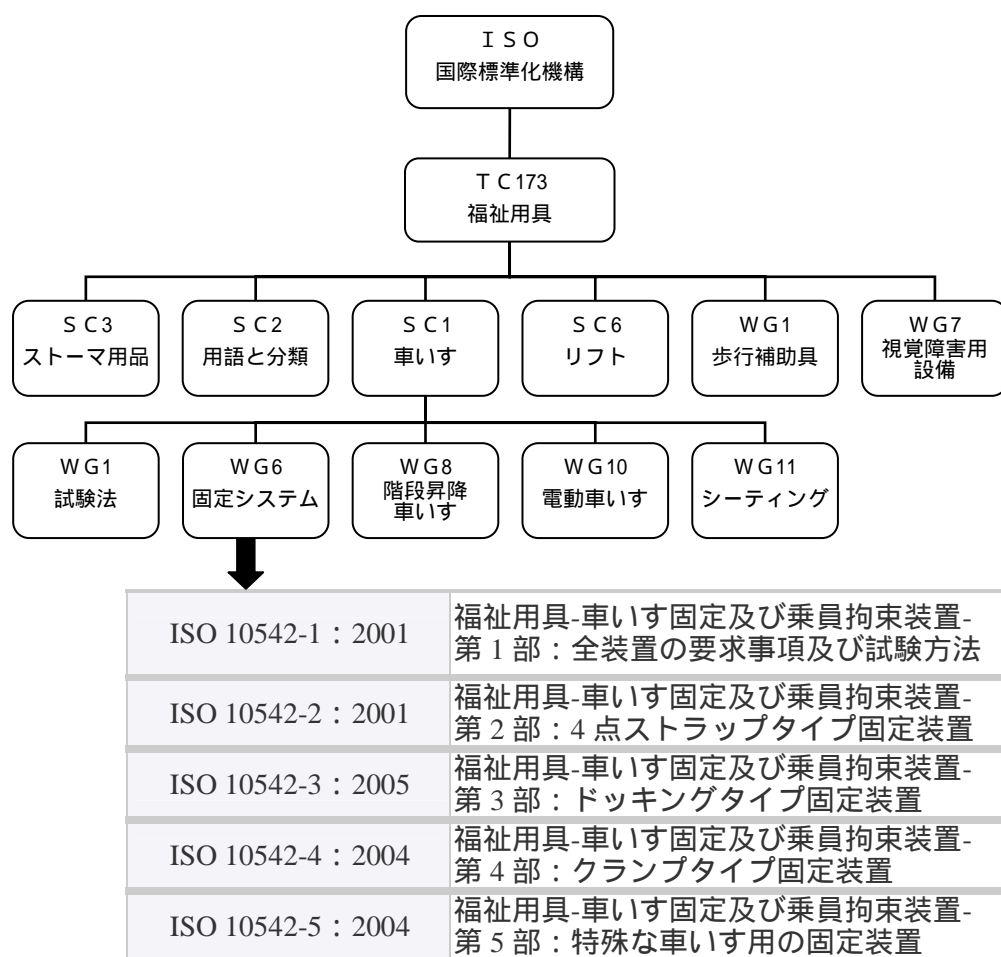 ＩＳＯ
国際標準化機構
ＴＣ173
福祉用具
ＳＣ3
ストーマ用品
ＳＣ2
用語と分類
ＳＣ1
車いす
ＳＣ6
リフト
ＷＧ1
歩行補助具
ＷＧ7
視覚障害用
設備
ＷＧ1
試験法
ＷＧ6
固定システム
ＷＧ8
階段昇降
車いす
ＷＧ10
電動車いす
ＷＧ11
シーティング
ISO 10542-1：2001
福祉用具-車いす固定及び乗員拘束装置-
第1部：全装置の要求事項及び試験方法
ISO 10542-2：2001
福祉用具-車いす固定及び乗員拘束装置-
第2部：4点ストラップタイプ固定装置
ISO 10542-3：2005
福祉用具-車いす固定及び乗員拘束装置-
第3部：ドッキングタイプ固定装置
ISO 10542-4：2004
福祉用具-車いす固定及び乗員拘束装置-
第4部：クランプタイプ固定装置
ISO 10542-5：2004
福祉用具-車いす固定及び乗員拘束装置-
第5部：特殊な車いす用の固定装置